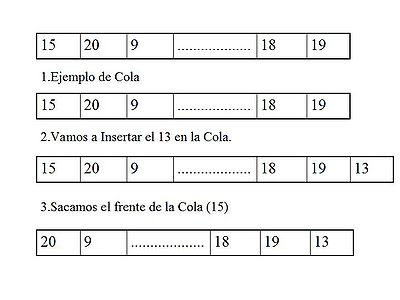 15 20 9 ................... 18 19
1.Ejemplo de Cola
15 20 9 ................... 18 19
2.Vamos a Insertar el 13 en la Cola.
15 20 9 ................... 18 19 13
3.Sacamos el frente de la Cola (15)
20 9 ................... 18 19 13